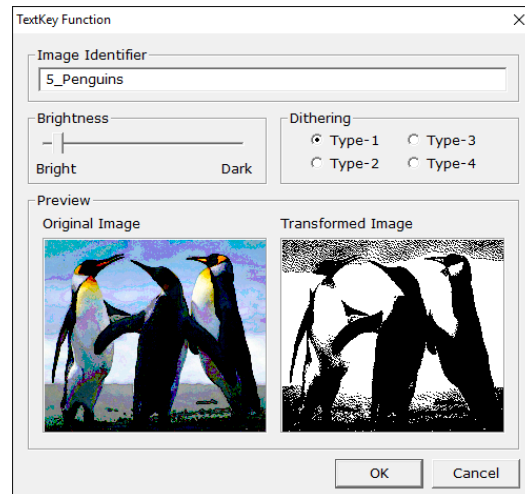 TextKey Function
Image Identifier
5_Penguins
Brightness
Bright Dark
Dithering
Type-1 Type-3
Type-2 Type-4
Preview
Original Image Transformed Image
OK Cancel